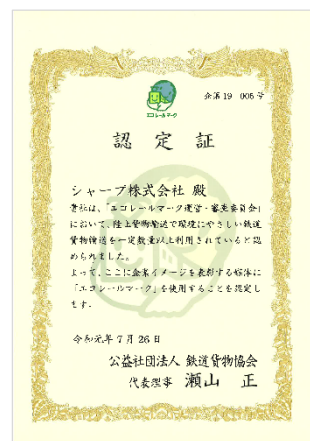 企第19 005号
エコレールマーク
認定証
シャープ株式会社 殿
貴社は、「エコレールマーク運営・審査委員会」
において、陸上貨物輸送で環境にやさしい鉄道
貨物輸送を一定数量以上利用されていると認
められました。
よって、ここに企業イメージを表彰する標章に
「エコレールマーク」を使用することを認定し
ます。
令和元年7月26日
公益社団法人 鉄道貨物協会
代表理事 瀬山 正